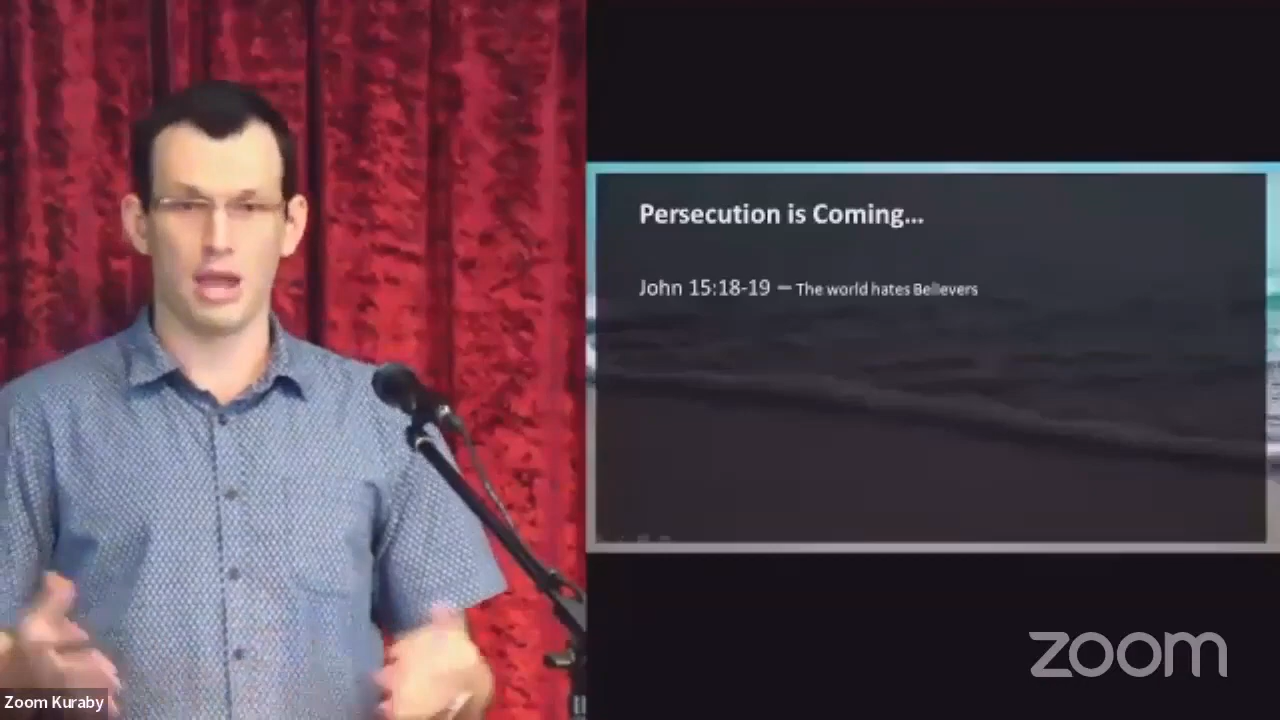 Persecution is Coming...
John 15:18-19 – The world hates Believers
zoom
Zoom Kuraby